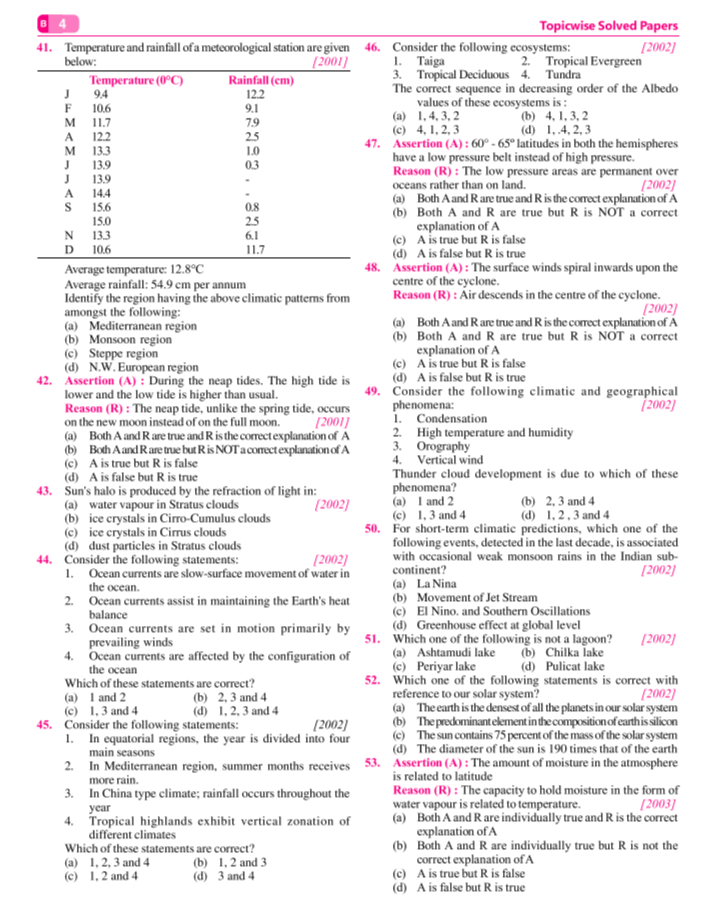 B 4
Topicwise Solved Papers
41. Temperature and rainfall of a meteorological station are given
below: [2001]
Temperature (0°C) Rainfall (cm)
J 9.4 12.2
F 10.6 9.1
M 11.7 7.9
A 12.2 2.5
M 13.3 1.0
J 13.9 0.3
J 13.9 -
A 14.4 -
S 15.6 0.8
15.0 2.5
N 13.3 6.1
D 10.6 11.7
Average temperature: 12.8°C
Average rainfall: 54.9 cm per annum
Identify the region having the above climatic patterns from
amongst the following:
(a) Mediterranean region
(b) Monsoon region
(c) Steppe region
(d) N.W. European region
42. Assertion (A) : During the neap tides. The high tide is
lower and the low tide is higher than usual.
Reason (R) : The neap tide, unlike the spring tide, occurs
on the new moon instead of on the full moon. [2001]
(a) Both A and R are true and R is the correct explanation of A
(b) Both A and R are true but R is NOT a correct explanation of A
(c) A is true but R is false
(d) A is false but R is true
43. Sun's halo is produced by the refraction of light in:
(a) water vapour in Stratus clouds [2002]
(b) ice crystals in Cirro-Cumulus clouds
(c) ice crystals in Cirrus clouds
(d) dust particles in Stratus clouds
44. Consider the following statements: [2002]
1. Ocean currents are slow-surface movement of water in
the ocean.
2. Ocean currents assist in maintaining the Earth's heat
balance
3. Ocean currents are set in motion primarily by
prevailing winds
4. Ocean currents are affected by the configuration of
the ocean
Which of these statements are correct?
(a) 1 and 2 (b) 2, 3 and 4
(c) 1, 3 and 4 (d) 1, 2, 3 and 4
45. Consider the following statements: [2002]
1. In equatorial regions, the year is divided into four
main seasons
2. In Mediterranean region, summer months receives
more rain.
3. In China type climate; rainfall occurs throughout the
year
4. Tropical highlands exhibit vertical zonation of
different climates
Which of these statements are correct?
(a) 1, 2, 3 and 4 (b) 1, 2 and 3
(c) 1, 2 and 4 (d) 3 and 4
46. Consider the following ecosystems: [2002]
1. Taiga 2. Tropical Evergreen
3. Tropical Deciduous 4. Tundra
The correct sequence in decreasing order of the Albedo
values of these ecosystems is :
(a) 1, 4, 3, 2 (b) 4, 1, 3, 2
(c) 4, 1, 2, 3 (d) 1, .4, 2, 3
47. Assertion (A) : 60° - 65° latitudes in both the hemispheres
have a low pressure belt instead of high pressure.
Reason (R) : The low pressure areas are permanent over
oceans rather than on land. [2002]
(a) Both A and R are true and R is the correct explanation of A
(b) Both A and R are true but R is NOT a correct
explanation of A
(c) A is true but R is false
(d) A is false but R is true
48. Assertion (A) : The surface winds spiral inwards upon the
centre of the cyclone.
Reason (R) : Air descends in the centre of the cyclone.
[2002]
(a) Both A and R are true and R is the correct explanation of A
(b) Both A and R are true but R is NOT a correct
explanation of A
(c) A is true but R is false
(d) A is false but R is true
49. Consider the following climatic and geographical
phenomena: [2002]
1. Condensation
2. High temperature and humidity
3. Orography
4. Vertical wind
Thunder cloud development is due to which of these
phenomena?
(a) 1 and 2 (b) 2, 3 and 4
(c) 1, 3 and 4 (d) 1, 2 , 3 and 4
50. For short-term climatic predictions, which one of the
following events, detected in the last decade, is associated
with occasional weak monsoon rains in the Indian sub-
continent? [2002]
(a) La Nina
(b) Movement of Jet Stream
(c) El Nino. and Southern Oscillations
(d) Greenhouse effect at global level
51. Which one of the following is not a lagoon? [2002]
(a) Ashtamudi lake (b) Chilka lake
(c) Periyar lake (d) Pulicat lake
52. Which one of the following statements is correct with
reference to our solar system? [2002]
(a) The earth is the densest of all the planets in our solar system
(b) The predominant element in the composition of earth is silicon
(c) The sun contains 75 percent of the mass of the solar system
(d) The diameter of the sun is 190 times that of the earth
53. Assertion (A) : The amount of moisture in the atmosphere
is related to latitude
Reason (R) : The capacity to hold moisture in the form of
water vapour is related to temperature. [2003]
(a) Both A and R are individually true and R is the correct
explanation of A
(b) Both A and R are individually true but R is not the
correct explanation of A
(c) A is true but R is false
(d) A is false but R is true